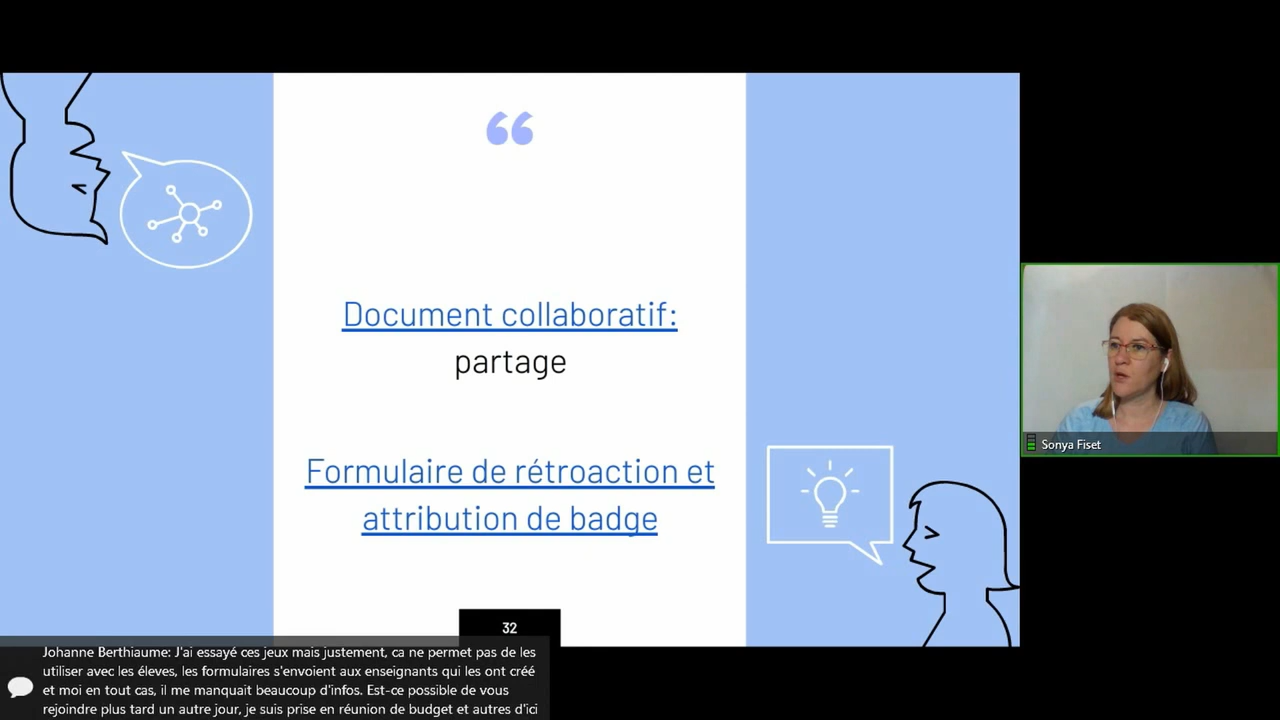 “
Document collaboratif:
partage
Formulaire de rétroaction et
attribution de badge
32
Sonya Fiset
Johanne Berthiaume: J'ai essayé ces jeux mais justement, ca ne permet pas de les
utiliser avec les éleves, les formulaires s'envoient aux enseignants qui les ont créé
et moi en tout cas, il me manquait beaucoup d'infos. Est-ce possible de vous
rejoindre plus tard un autre jour, je suis prise en réunion de budget et autres d'ici